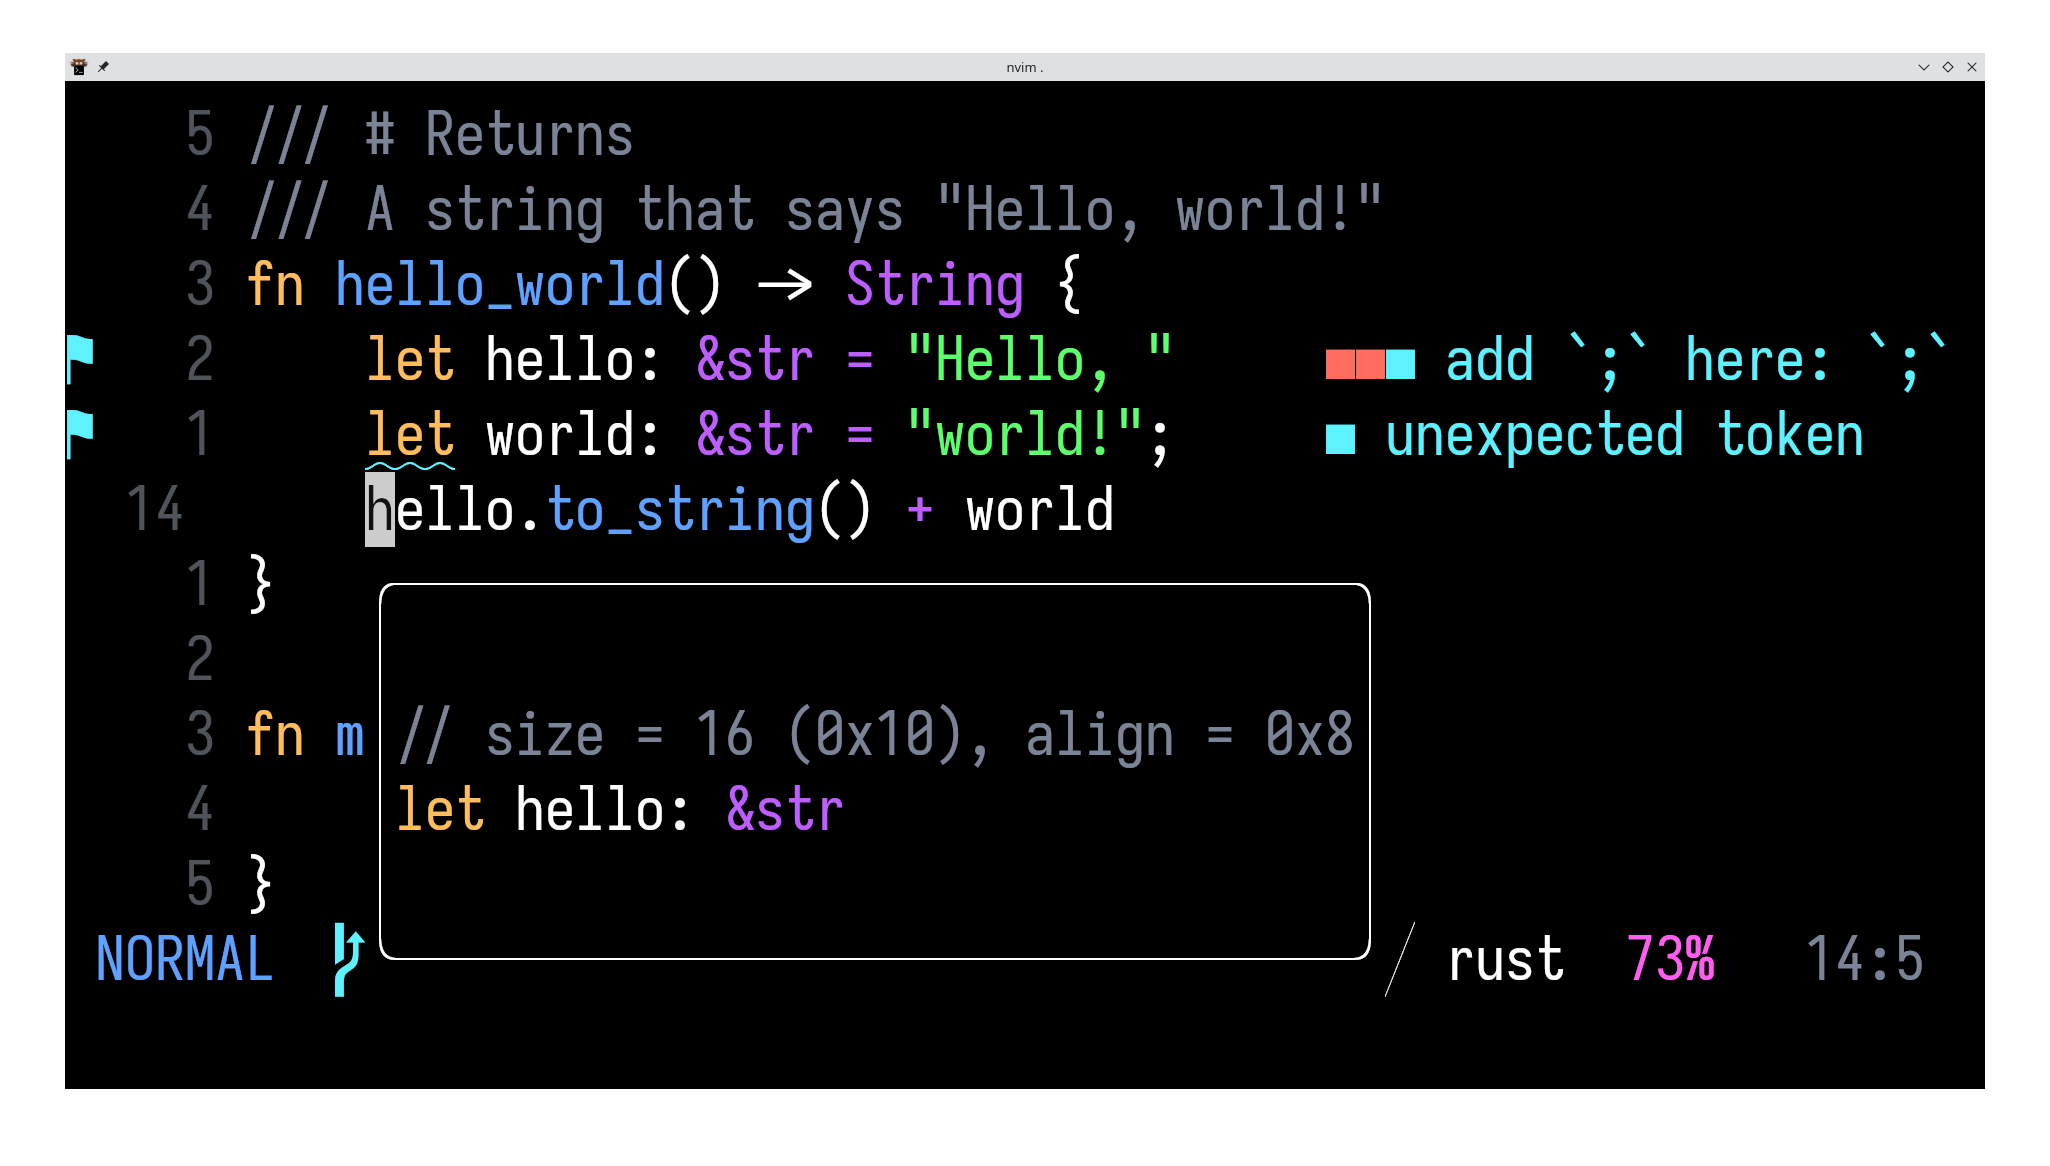 nvim .
5 /// # Returns
4 /// A string that says "Hello, world!"
3 fn hello_world() -> String {
2 let hello: &str = "Hello, " add `;` here: `;`
1 let world: &str = "world!"; unexpected token
14 hello.to_string() + world
1 }
2
3 fn m // size = 16 (0x10), align = 0x8
4 let hello: &str
5 }
NORMAL / rust 73% 14:5